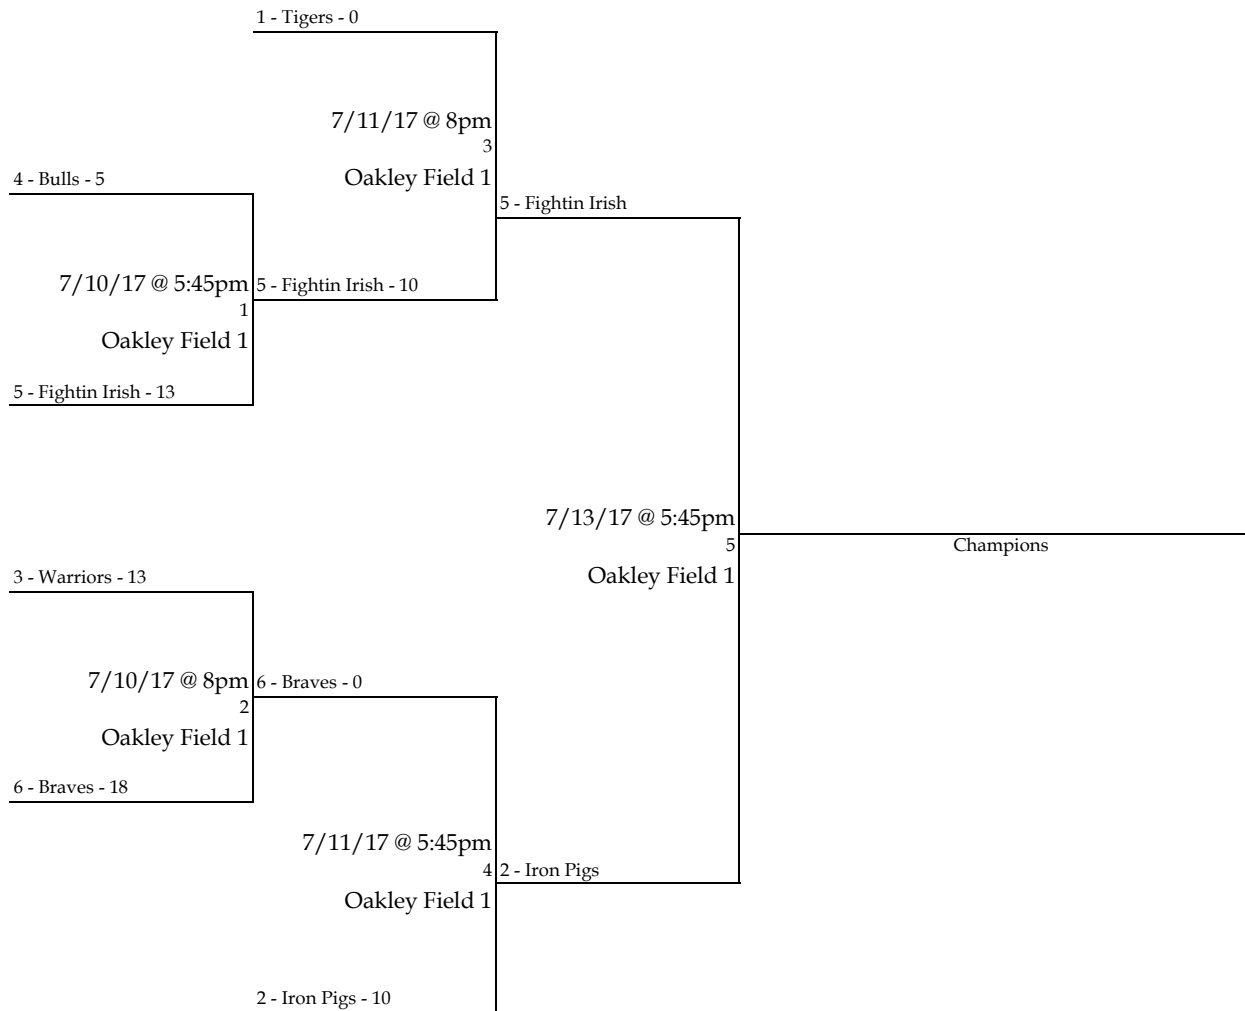 1 - Tigers - 0
7/11/17 @ 8pm
3
Oakley Field 1
4 - Bulls - 5
5 - Fightin Irish
7/10/17 @ 5:45pm
5 - Fightin Irish - 10
1
Oakley Field 1
5 - Fightin Irish - 13
7/13/17 @ 5:45pm
5
Champions
Oakley Field 1
3 - Warriors - 13
7/10/17 @ 8pm
6 - Braves - 0
2
Oakley Field 1
6 - Braves - 18
7/11/17 @ 5:45pm
4
2 - Iron Pigs
Oakley Field 1
2 - Iron Pigs - 10